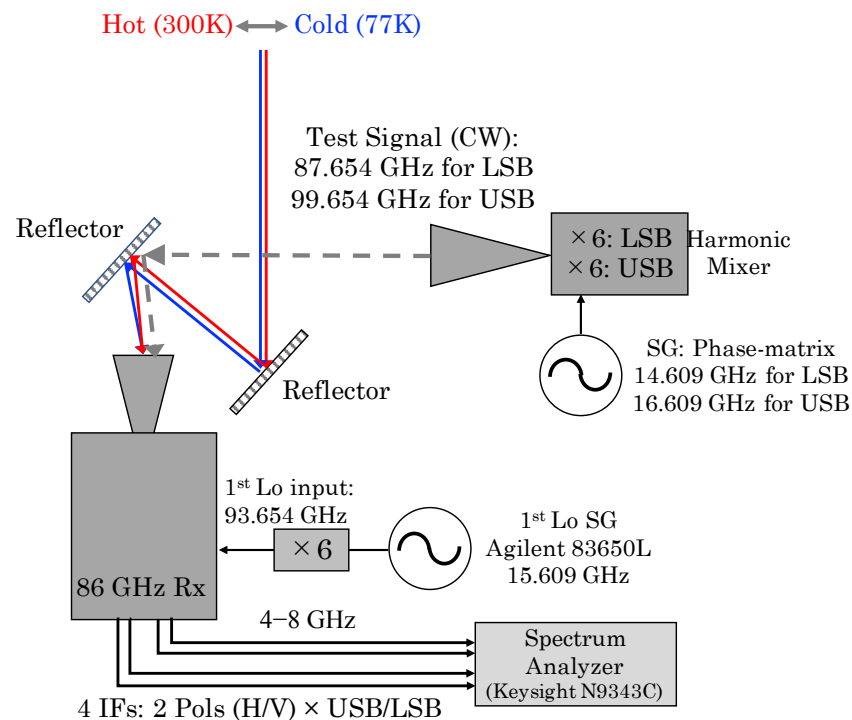 Hot (300K) Cold (77K)
Test Signal (CW):
87.654 GHz for LSB
99.654 GHz for USB
Reflector
×6: LSB
×6: USB
Harmonic
Mixer
SG: Phase-matrix
14.609 GHz for LSB
16.609 GHz for USB
Reflector
1st Lo input:
93.654 GHz
×6
1st Lo SG
Agilent 83650L
15.609 GHz
86 GHz Rx
4−8 GHz
Spectrum
Analyzer
(Keysight N9343C)
4 IFs: 2 Pols (H/V) × USB/LSB